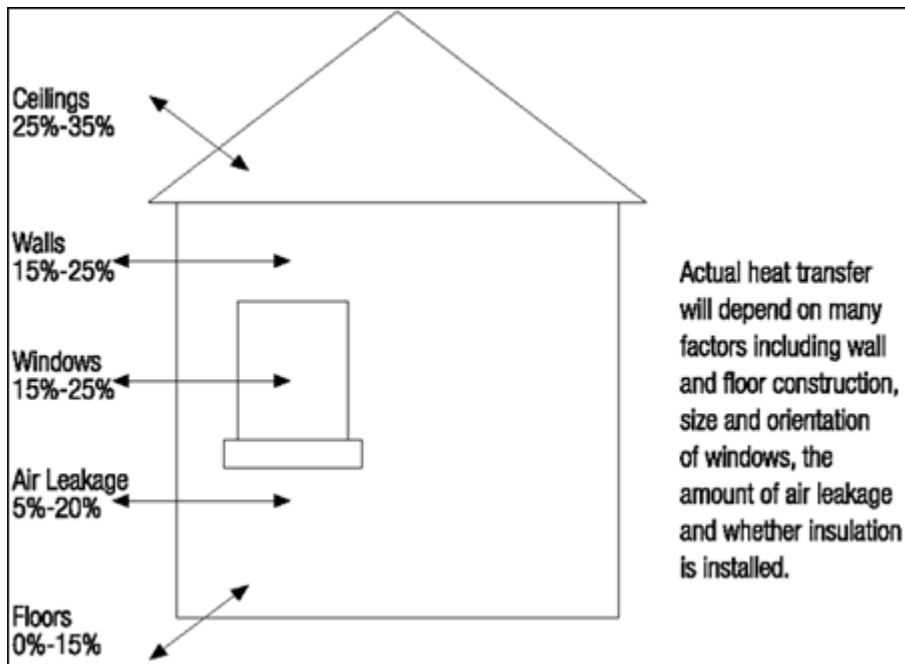 Ceilings
25%-35%
Walls
15%-25%
Windows
15%-25%
Air Leakage
5%-20%
Floors
0%-15%
Actual heat transfer
will depend on many
factors including wall
and floor construction,
size and orientation
of windows, the
amount of air leakage
and whether insulation
is installed.